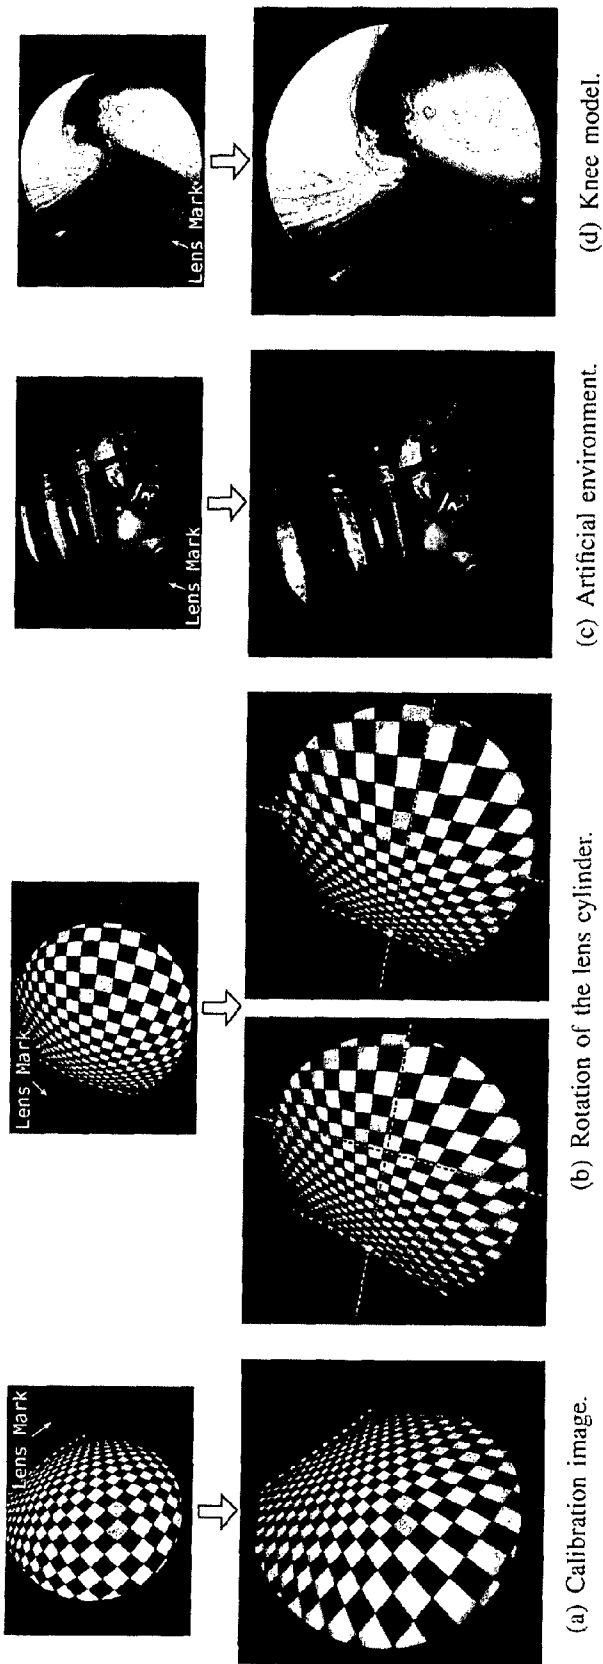 Lens Mark
(a) Calibration image.
Lens Mark
(b) Rotation of the lens cylinder.
Lens Mark
(c) Artificial environment.
Lens Mark
(d) Knee model.